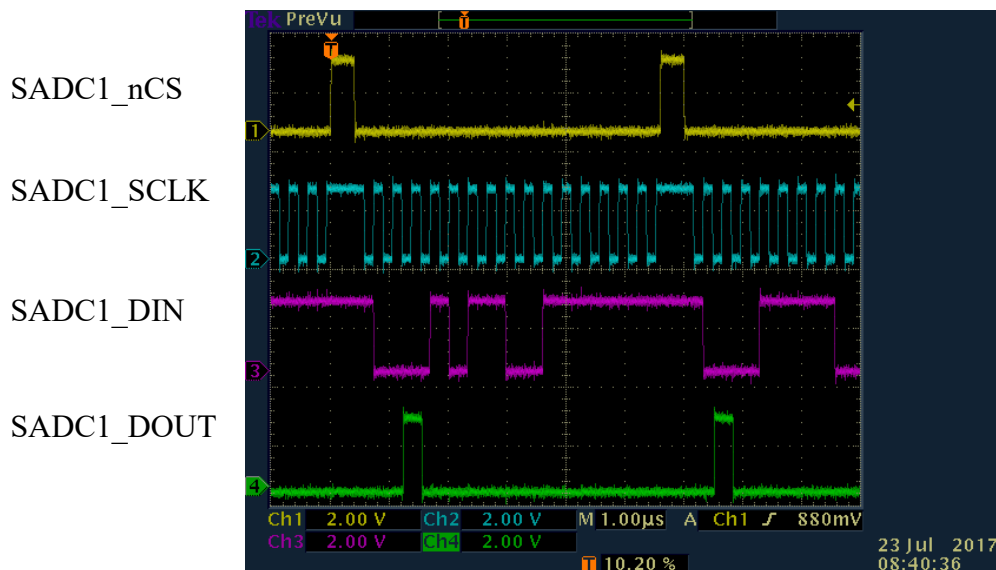 Tek PreVu
T
T
SADC1_nCS
1
SADC1_SCLK
2
SADC1_DIN
3
SADC1_DOUT
4
Ch1 2.00 V Ch2 2.00 V M 1.00µs A Ch1 880mV
Ch3 2.00 V Ch4 2.00 V
23 Jul 2017
T 10.20 % 08:40:36